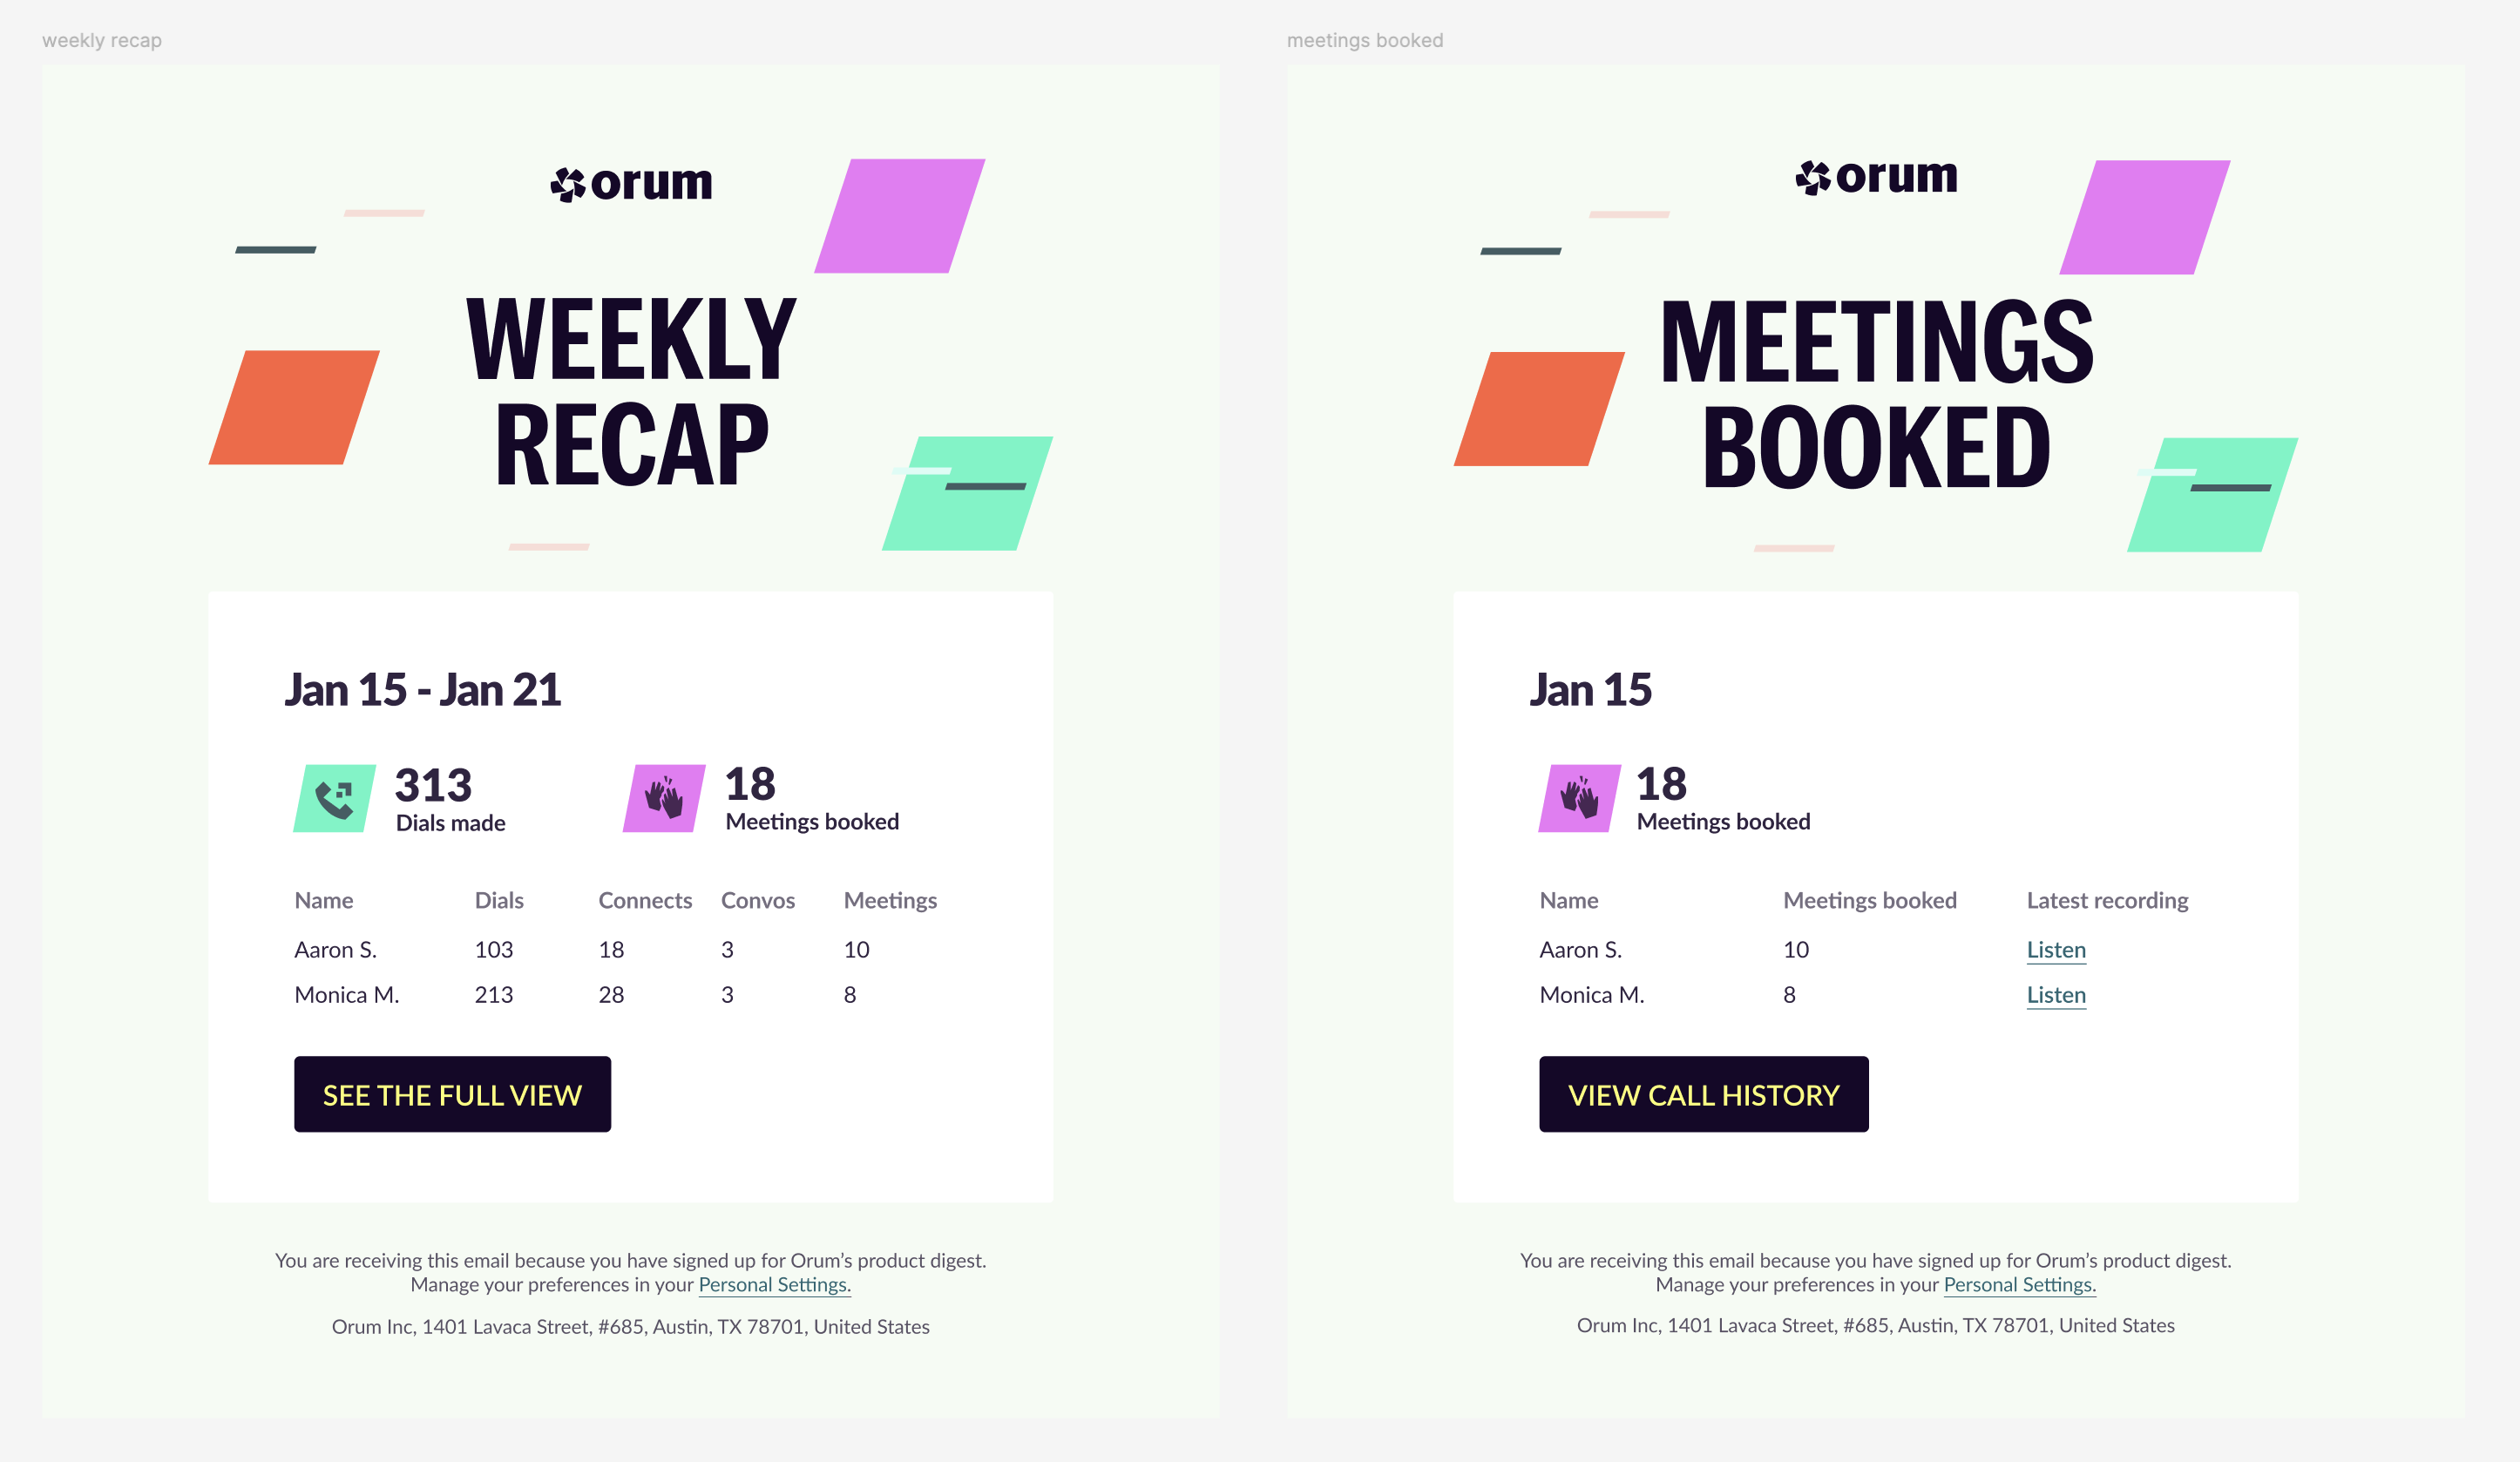 weekly recap
orum
WEEKLY
RECAP
Jan 15 - Jan 21
313
Dials made
18
Meetings booked
Name Dials Connects Convos Meetings
Aaron S. 103 18 3 10
Monica M. 213 28 3 8
SEE THE FULL VIEW
You are receiving this email because you have signed up for Orum’s product digest.
Manage your preferences in your Personal Settings.
Orum Inc, 1401 Lavaca Street, #685, Austin, TX 78701, United States
meetings booked
orum
MEETINGS
BOOKED
Jan 15
18
Meetings booked
Name Meetings booked Latest recording
Aaron S. 10 Listen
Monica M. 8 Listen
VIEW CALL HISTORY
You are receiving this email because you have signed up for Orum’s product digest.
Manage your preferences in your Personal Settings.
Orum Inc, 1401 Lavaca Street, #685, Austin, TX 78701, United States